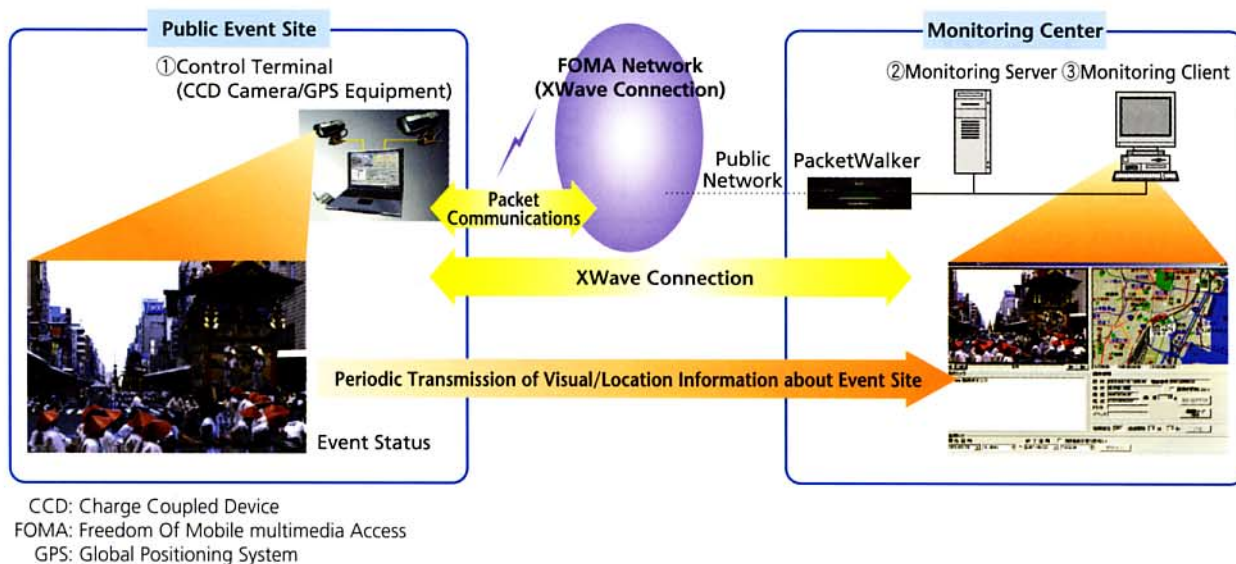 Public Event Site
①Control Terminal
(CCD Camera/GPS Equipment)
FOMA Network
(XWave Connection)
Monitoring Center
②Monitoring Server
③Monitoring Client
Public
Network
PacketWalker
Packet
Communications
XWave Connection
Periodic Transmission of Visual/Location Information about Event Site
Event Status
CCD: Charge Coupled Device
FOMA: Freedom Of Mobile multimedia Access
GPS: Global Positioning System